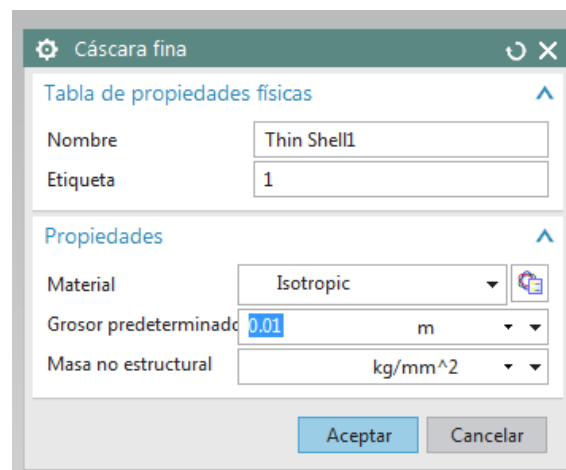 Cáscara fina
Tabla de propiedades físicas
Nombre Thin Shell1
Etiqueta 1
Propiedades
Material Isotropic
Grosor predeterminado 0.01 m
Masa no estructural kg/mm^2
Aceptar Cancelar